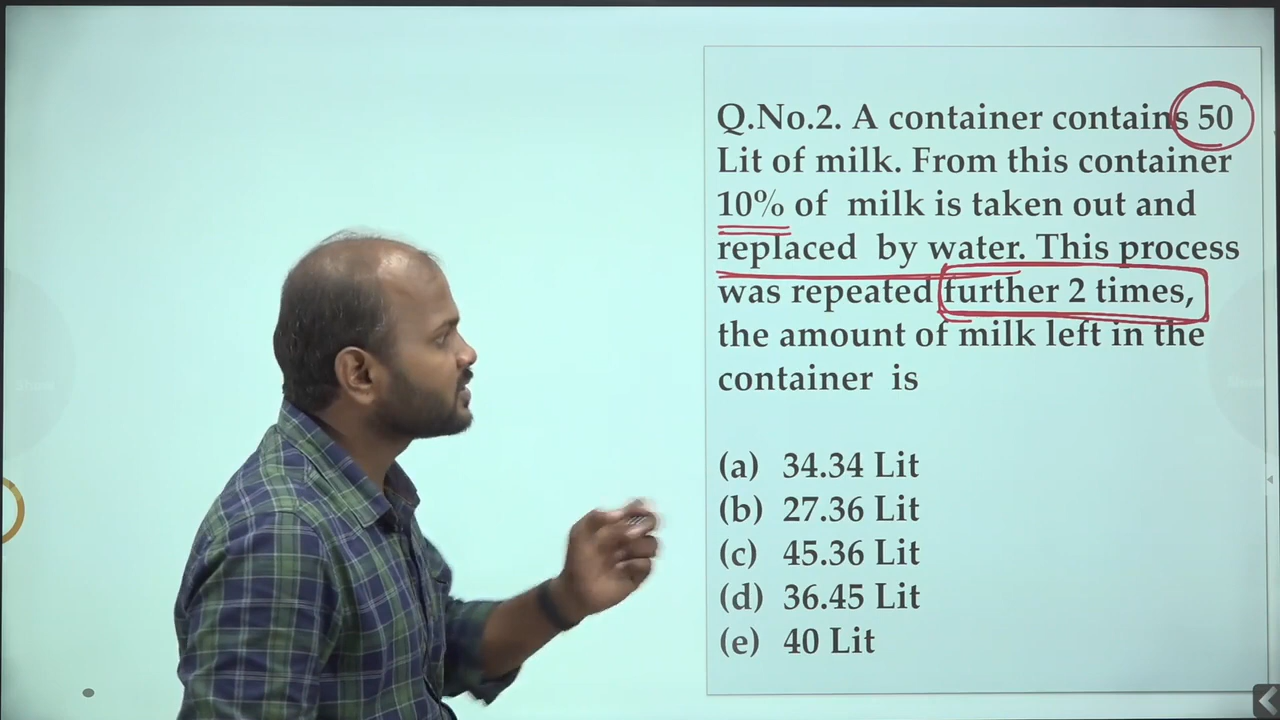 Q.No.2. A container contains 50
Lit of milk. From this container
10% of milk is taken out and
replaced by water. This process
was repeated further 2 times,
the amount of milk left in the
container is
(a) 34.34 Lit
(b) 27.36 Lit
(c) 45.36 Lit
(d) 36.45 Lit
(e) 40 Lit